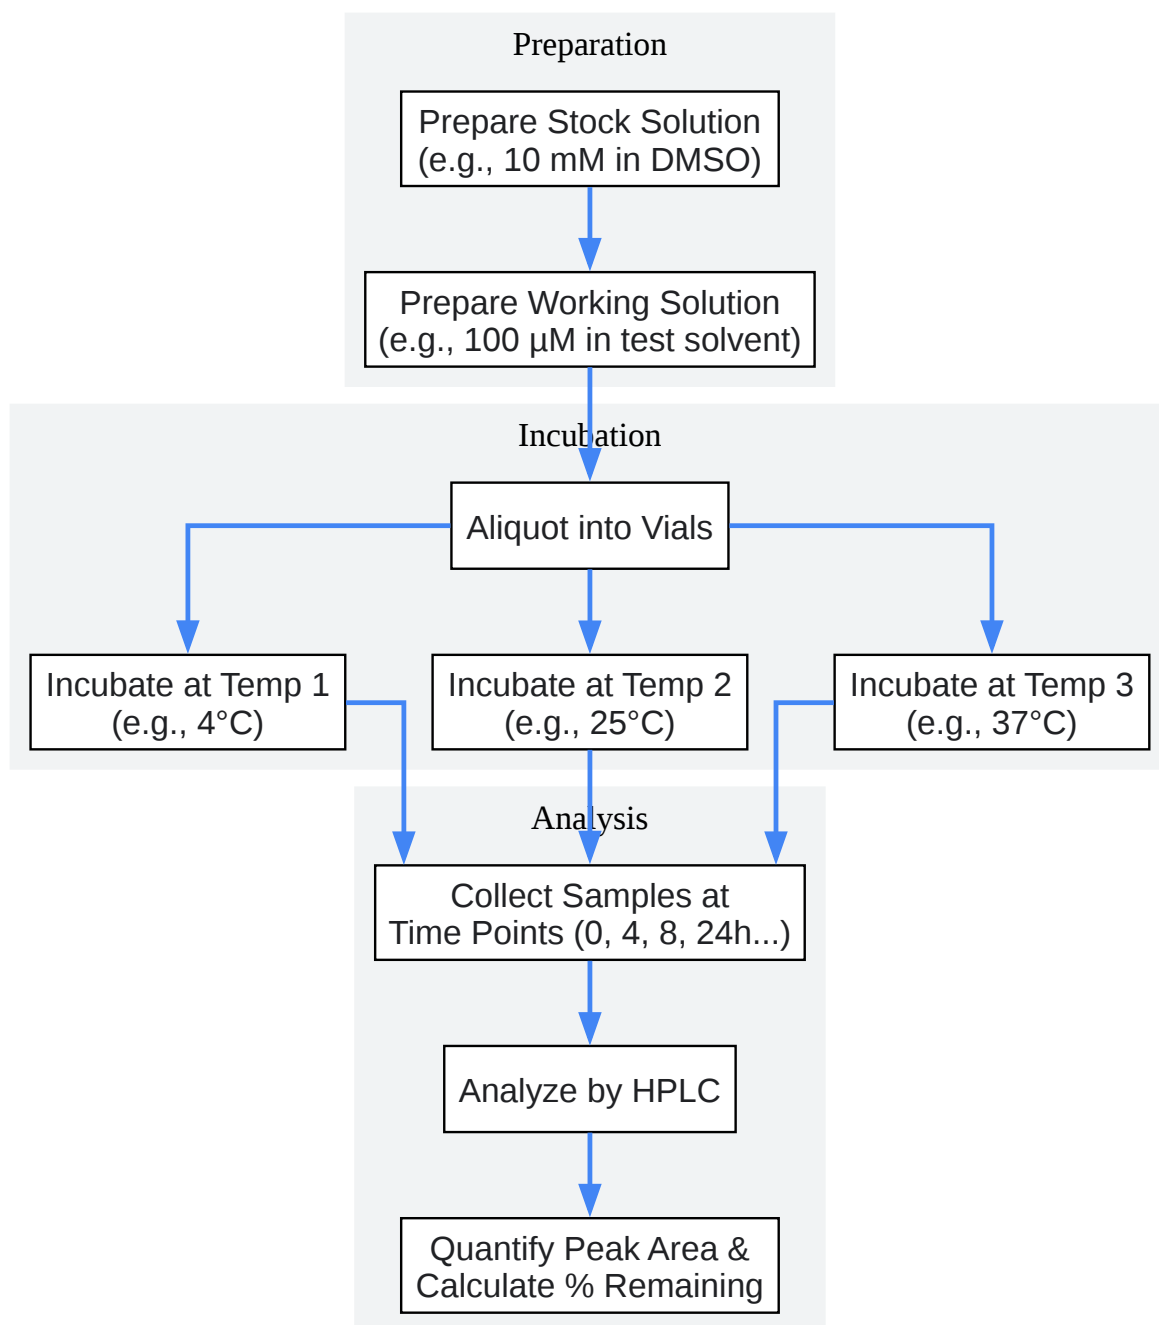 Preparation
Prepare Stock Solution
(e.g., 10 mM in DMSO)
Prepare Working Solution
(e.g., 100 µM in test solvent)
Incubation
Aliquot into Vials
Incubate at Temp 1
(e.g., 4°C)
Incubate at Temp 2
(e.g., 25°C)
Incubate at Temp 3
(e.g., 37°C)
Analysis
Collect Samples at
Time Points (0, 4, 8, 24h...)
Analyze by HPLC
Quantify Peak Area &
Calculate % Remaining